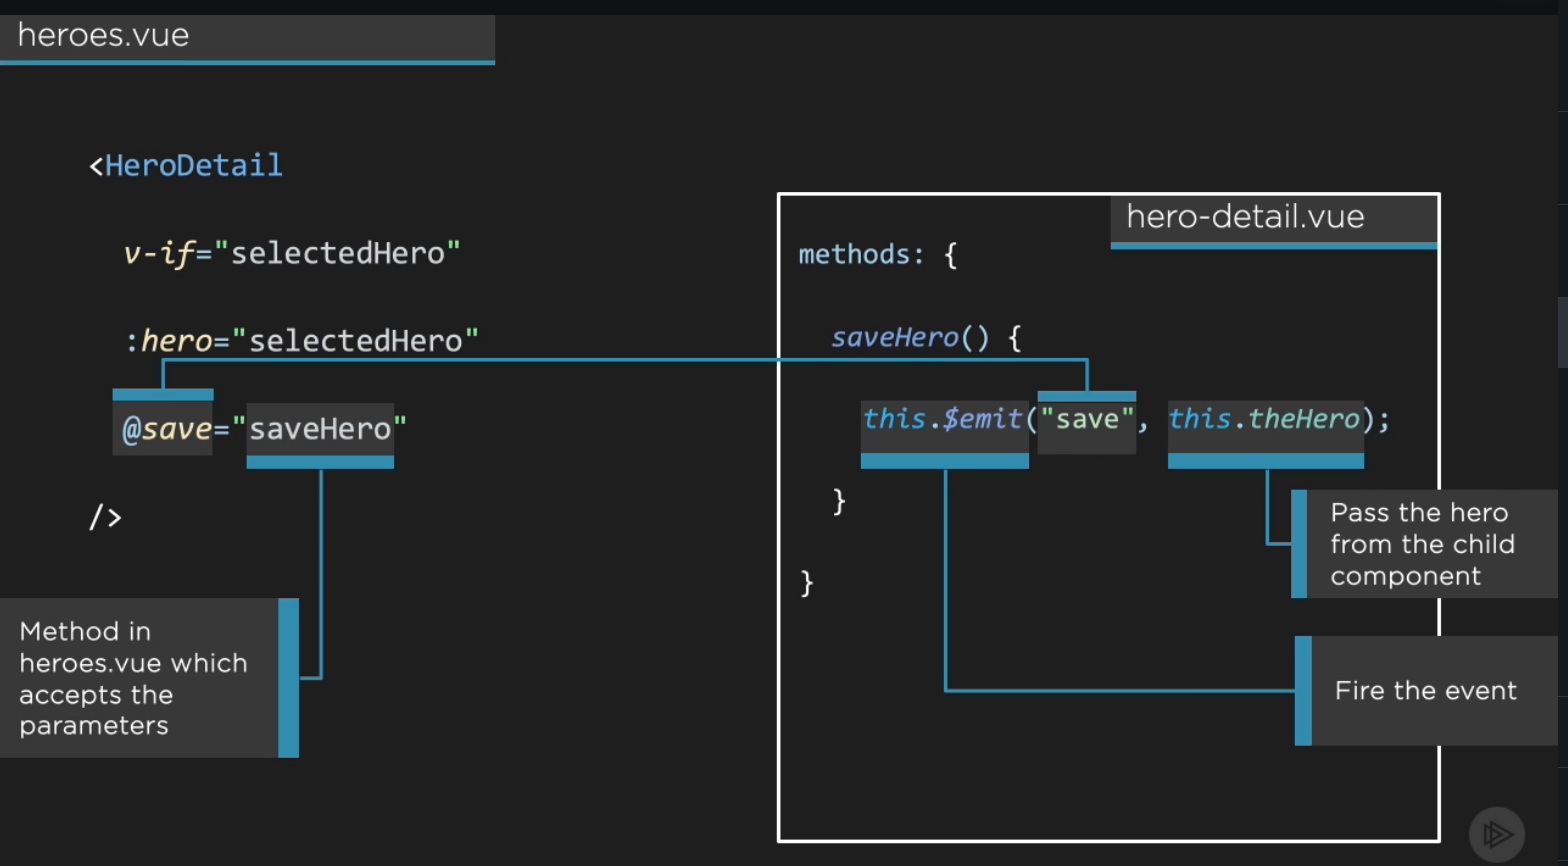 heroes.vue
<HeroDetail
v-if="selectedHero"
:hero="selectedHero"
@save="saveHero"
/>
Method in
heroes.vue which
accepts the
parameters
hero-detail.vue
methods: {
saveHero() {
this.$emit("save", this.theHero);
}
}
Pass the hero
from the child
component
Fire the event